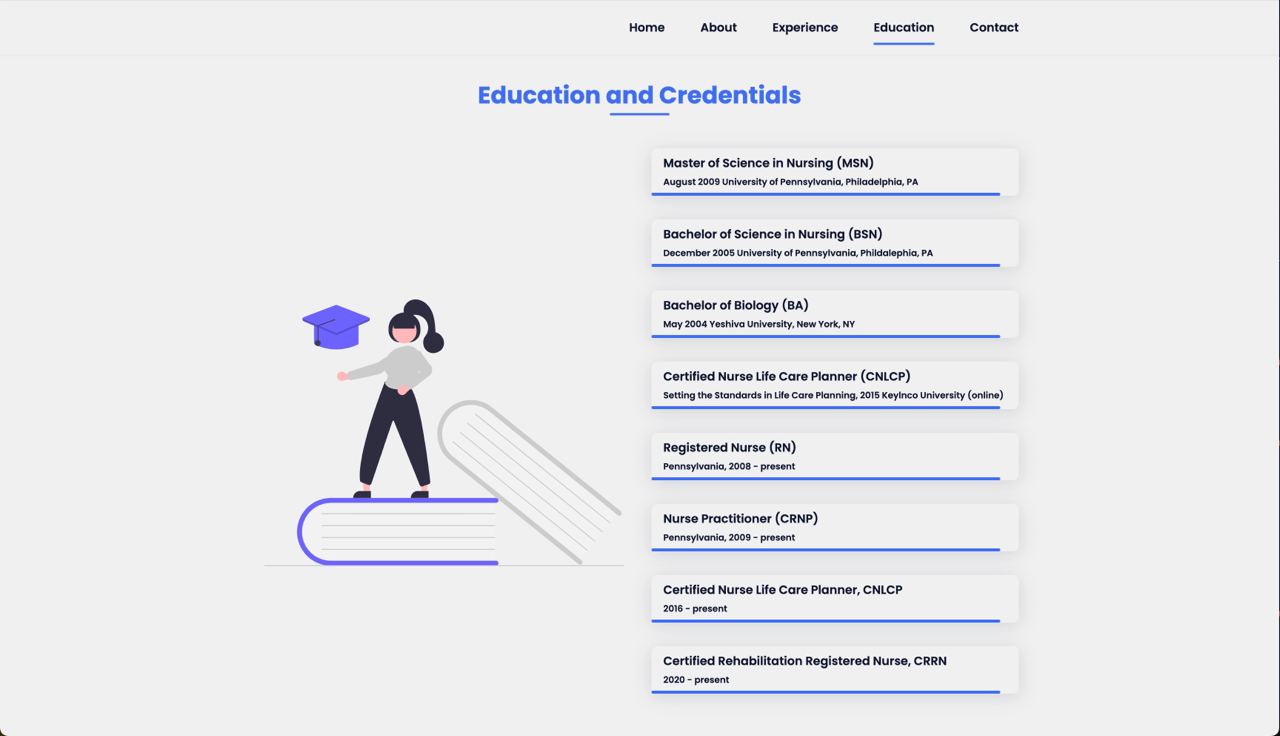 Home About Experience Education Contact
Education and Credentials
Master of Science in Nursing (MSN)
August 2009 University of Pennsylvania, Philadelphia, PA
Bachelor of Science in Nursing (BSN)
December 2005 University of Pennsylvania, Phildalephia, PA
Bachelor of Biology (BA)
May 2004 Yeshiva University, New York, NY
Certified Nurse Life Care Planner (CNLCP)
Setting the Standards in Life Care Planning, 2015 Keylnco University (online)
Registered Nurse (RN)
Pennsylvania, 2008 - present
Nurse Practitioner (CRNP)
Pennsylvania, 2009 - present
Certified Nurse Life Care Planner, CNLCP
2016 - present
Certified Rehabilitation Registered Nurse, CRRN
2020 - present